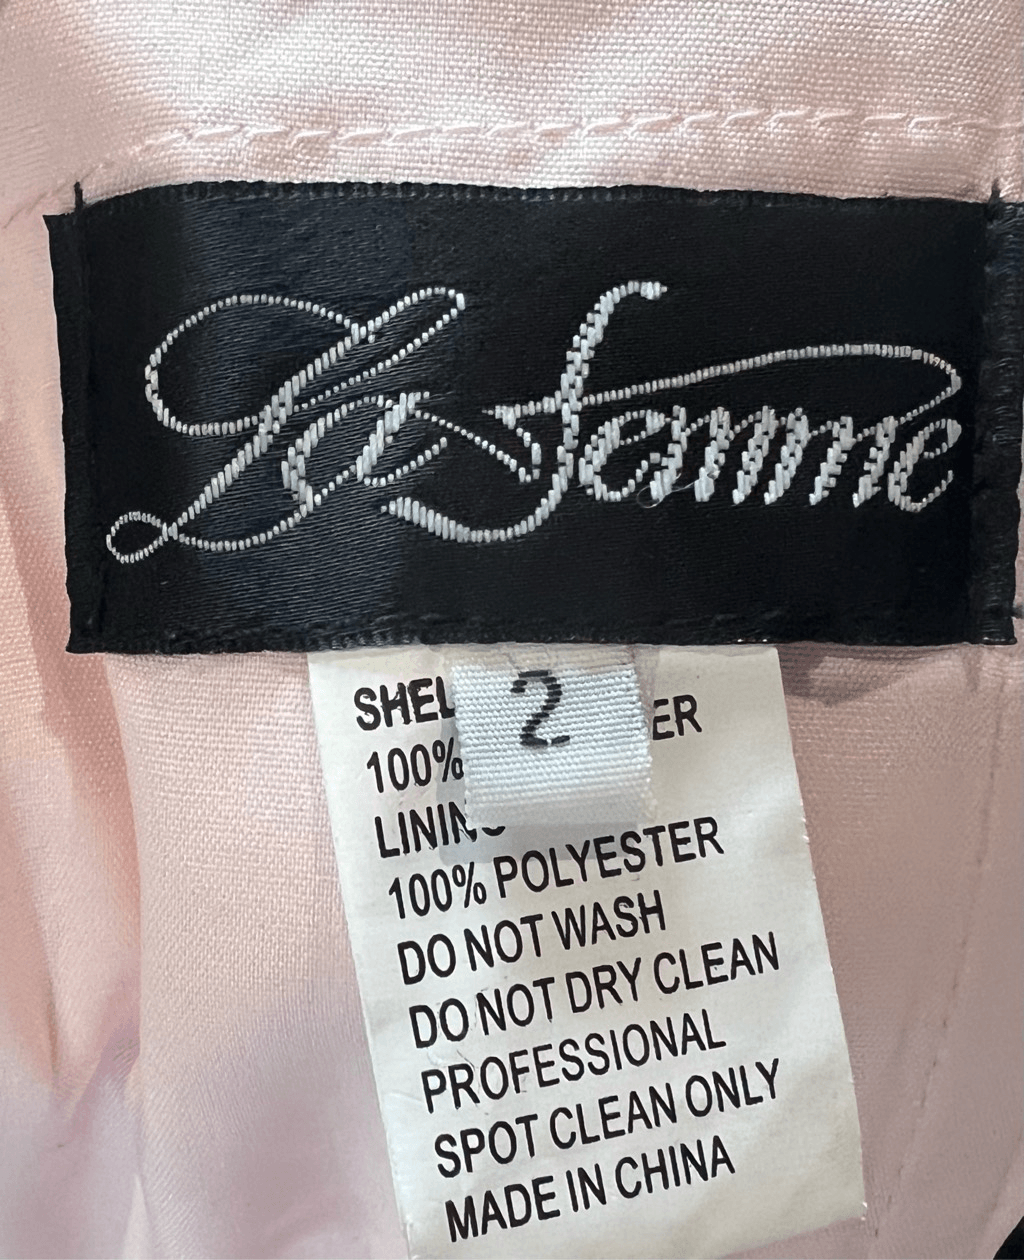 La Femme
2
SHEL ER
100%
LININ
100% POLYESTER
DO NOT WASH
DO NOT DRY CLEAN
PROFESSIONAL
SPOT CLEAN ONLY
MADE IN CHINA